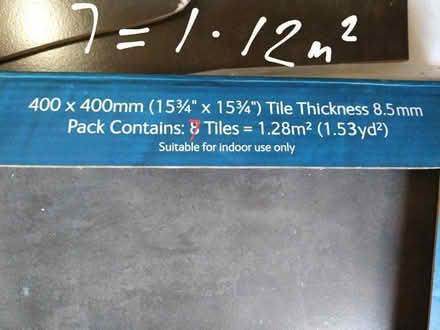 7 = 1.12m²
400 x 400mm (15¾" x 15¾") Tile Thickness 8.5mm
Pack Contains: 8 Tiles = 1.28m² (1.53yd²)
Suitable for indoor use only